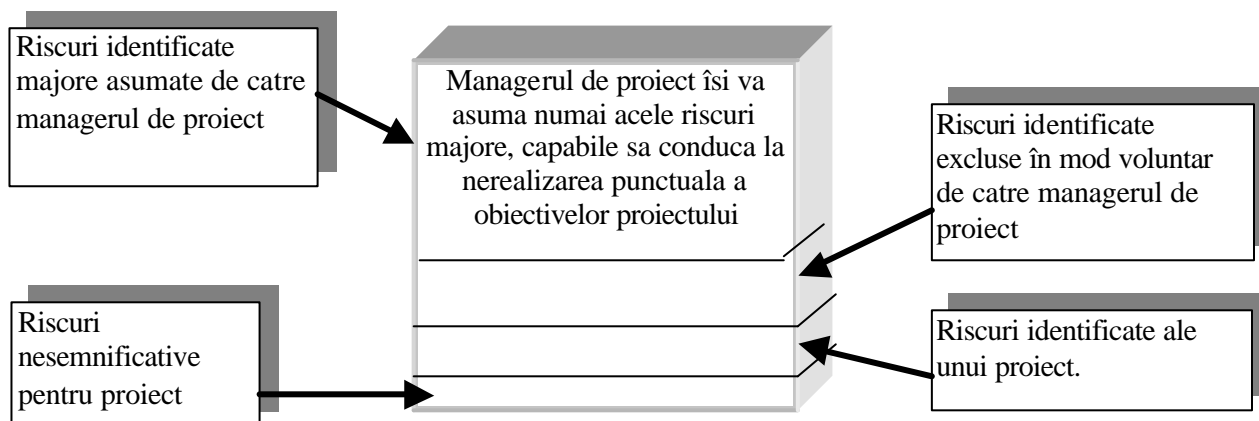 Riscuri identificate
majore asumate de catre
managerul de proiect
Managerul de proiect îsi va
asuma numai acele riscuri
majore, capabile sa conduca la
nerealizarea punctuala a
obiectivelor proiectului
Riscuri identificate
excluse în mod voluntar
de catre managerul de
proiect
Riscuri
nesemnificative
pentru proiect
Riscuri identificate ale
unui proiect.